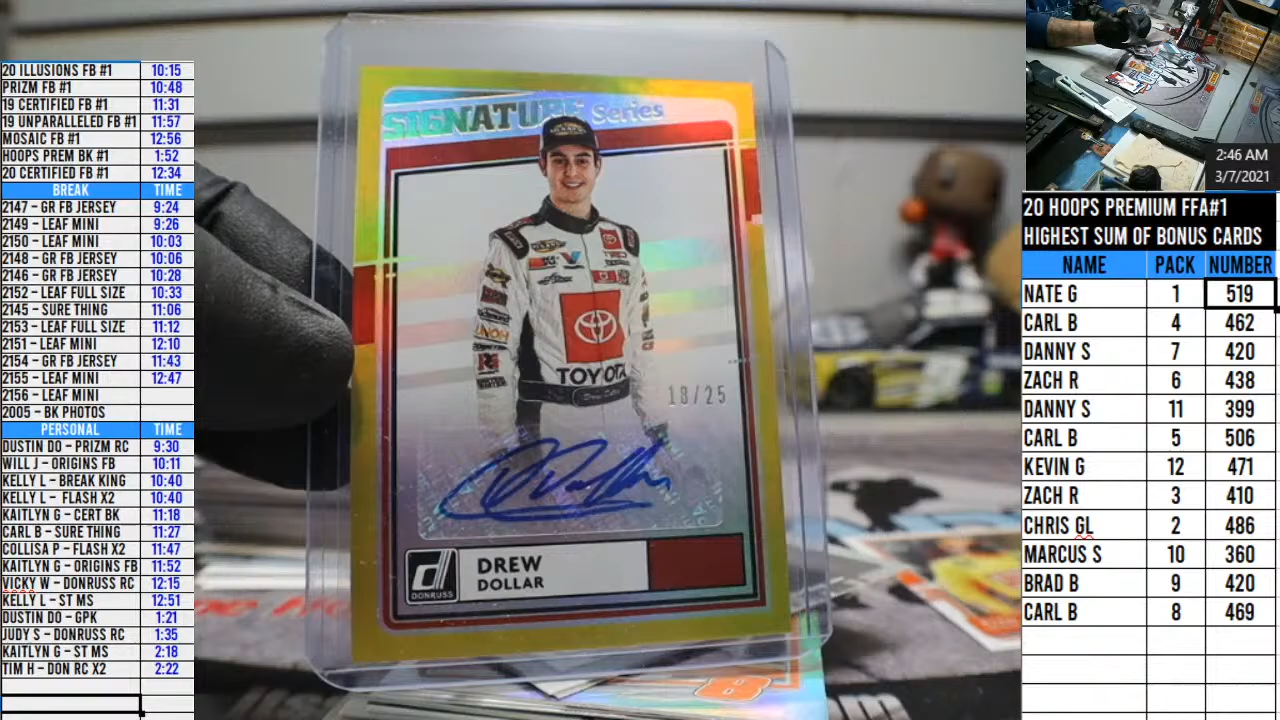 20 ILLUSIONS FB #1 10:15
PRIZM FB #1 10:48
19 CERTIFIED FB #1 11:31
19 UNPARALLELED FB #1 11:57
MOSAIC FB #1 12:56
HOOPS PREM BK #1 1:52
20 CERTIFIED FB #1 12:34
BREAK TIME
2147 – GR FB JERSEY 9:24
2149 – LEAF MINI 9:26
2150 – LEAF MINI 10:03
2148 – GR FB JERSEY 10:06
2146 – GR FB JERSEY 10:28
2152 – LEAF FULL SIZE 10:33
2145 – SURE THING 11:06
2153 – LEAF FULL SIZE 11:12
2151 – LEAF MINI 12:10
2154 – GR FB JERSEY 11:43
2155 – LEAF MINI 12:47
2156 – LEAF MINI
2005 – BK PHOTOS
PERSONAL TIME
DUSTIN DO – PRIZM RC 9:30
WILL J – ORIGINS FB 10:11
KELLY L – BREAK KING 10:40
KELLY L – FLASH X2 10:40
KAITLYN G – CERT BK 11:18
CARL B – SURE THING 11:27
COLLISA P – FLASH X2 11:47
KAITLYN G – ORIGINS FB 11:52
VICKY W – DONRUSS RC 12:15
KELLY L – ST MS 12:51
DUSTIN DO – GPK 1:21
JUDY S – DONRUSS RC 1:35
KAITLYN G – ST MS 2:18
TIM H – DON RC X2 2:22
SIGNATURE Series
TOYOTA
18/25
DREW
DOLLAR
DONRUSS
2:46 AM
3/7/2021
20 HOOPS PREMIUM FFA#1
HIGHEST SUM OF BONUS CARDS
NAME PACK NUMBER
NATE G 1 519
CARL B 4 462
DANNY S 7 420
ZACH R 6 438
DANNY S 11 399
CARL B 5 506
KEVIN G 12 471
ZACH R 3 410
CHRIS GL 2 486
MARCUS S 10 360
BRAD B 9 420
CARL B 8 469